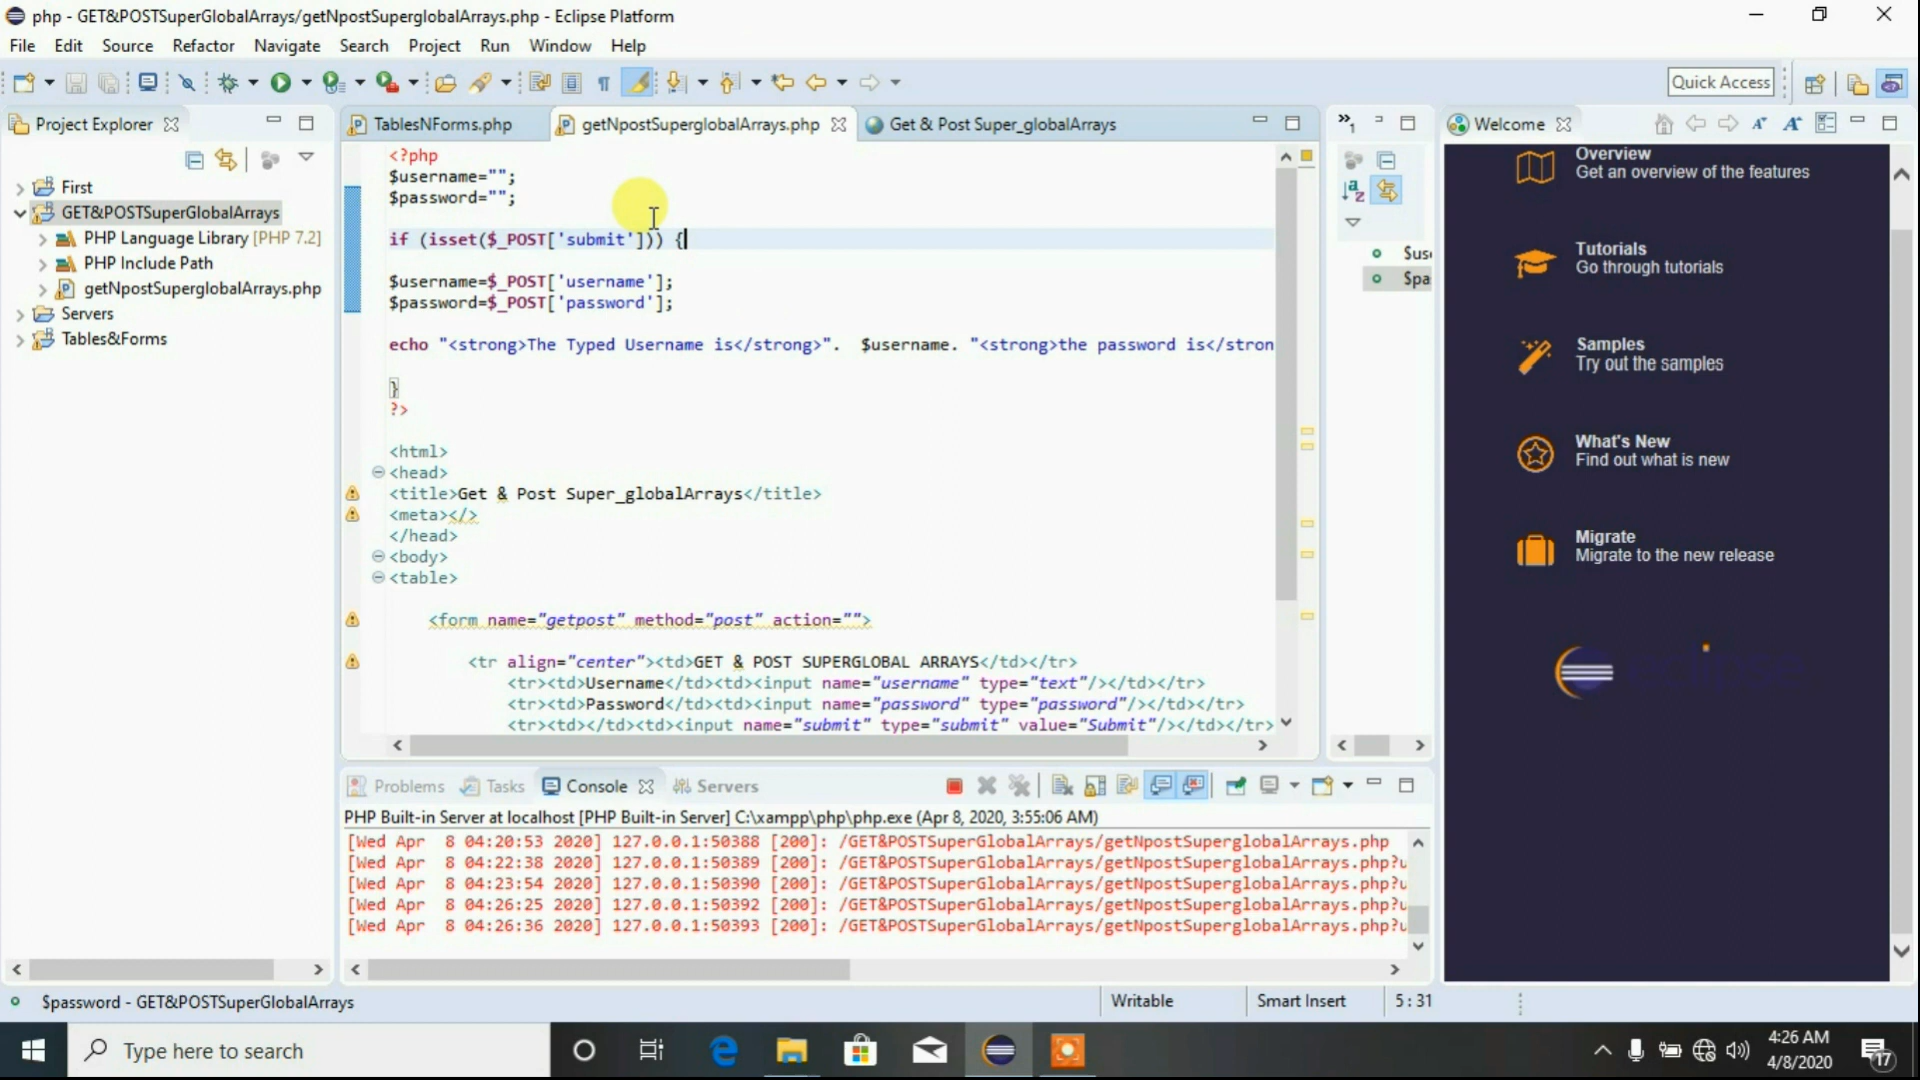 php - GET&POSTSuperGlobalArrays/getNpostSuperglobalArrays.php - Eclipse Platform
File Edit Source Refactor Navigate Search Project Run Window Help
Quick Access
Project Explorer
First
GET&POSTSuperGlobalArrays
PHP Language Library [PHP 7.2]
PHP Include Path
getNpostSuperglobalArrays.php
Servers
Tables&Forms
TablesNForms.php
getNpostSuperglobalArrays.php
Get & Post Super_globalArrays
<?php
$username="";
$password="";
if (isset($_POST['submit'])) {
$username=$_POST['username'];
$password=$_POST['password'];
echo "<strong>The Typed Username is</strong>".  $username. "<strong>the password is</stron
}
?>
<html>
<head>
<title>Get & Post Super_globalArrays</title>
<meta></>
</head>
<body>
<table>
<form name="getpost" method="post" action="">
<tr align="center"><td>GET & POST SUPERGLOBAL ARRAYS</td></tr>
<tr><td>Username</td><td><input name="username" type="text"/></td></tr>
<tr><td>Password</td><td><input name="password" type="password"/></td></tr>
<tr><td></td><td><input name="submit" type="submit" value="Submit"/></td></tr>
$use
$pa
Welcome
Overview
Get an overview of the features
Tutorials
Go through tutorials
Samples
Try out the samples
What's New
Find out what is new
Migrate
Migrate to the new release
eclipse
Problems Tasks Console Servers
PHP Built-in Server at localhost [PHP Built-in Server] C:\xampp\php\php.exe (Apr 8, 2020, 3:55:06 AM)
[Wed Apr  8 04:20:53 2020] 127.0.0.1:50388 [200]: /GET&POSTSuperGlobalArrays/getNpostSuperglobalArrays.php
[Wed Apr  8 04:22:38 2020] 127.0.0.1:50389 [200]: /GET&POSTSuperGlobalArrays/getNpostSuperglobalArrays.php?u
[Wed Apr  8 04:23:54 2020] 127.0.0.1:50390 [200]: /GET&POSTSuperGlobalArrays/getNpostSuperglobalArrays.php?u
[Wed Apr  8 04:26:25 2020] 127.0.0.1:50392 [200]: /GET&POSTSuperGlobalArrays/getNpostSuperglobalArrays.php?u
[Wed Apr  8 04:26:36 2020] 127.0.0.1:50393 [200]: /GET&POSTSuperGlobalArrays/getNpostSuperglobalArrays.php?u
$password - GET&POSTSuperGlobalArrays
Writable
Smart Insert
5 : 31
Type here to search
4:26 AM
4/8/2020
17